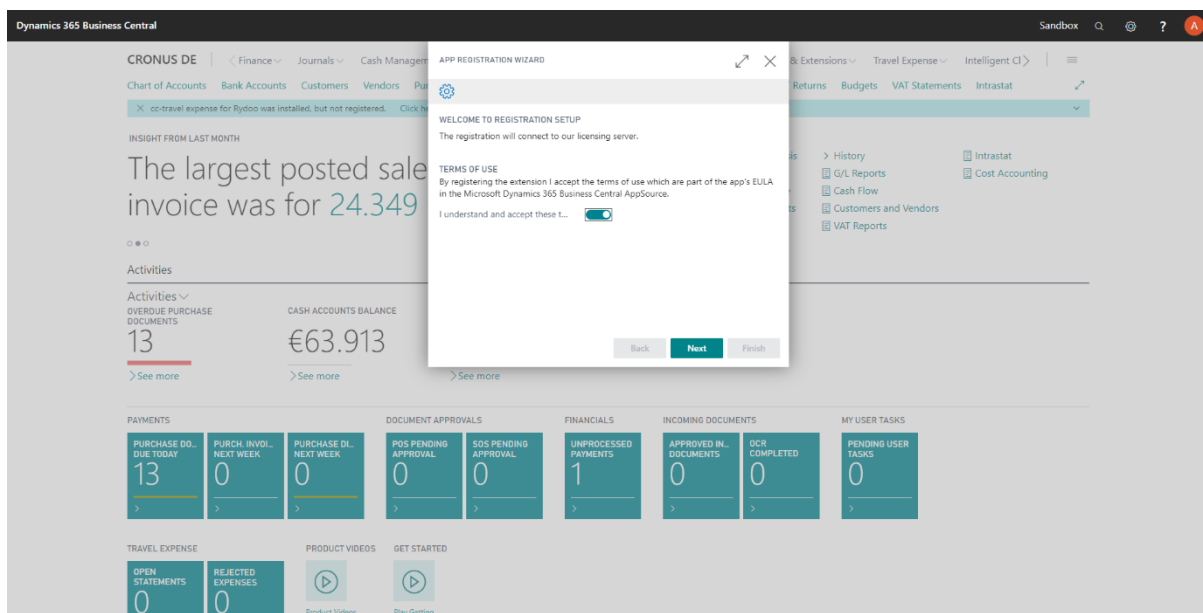 Dynamics 365 Business Central
Sandbox
?
A
CRONUS DE
Finance
Journals
Cash Managem
& Extensions
Travel Expense
Intelligent Cl
Chart of Accounts
Bank Accounts
Customers
Vendors
Pur
Returns
Budgets
VAT Statements
Intrastat
cc-travel expense for Rydoo was installed, but not registered.
Click he
APP REGISTRATION WIZARD
WELCOME TO REGISTRATION SETUP
The registration will connect to our licensing server.
TERMS OF USE
By registering the extension I accept the terms of use which are part of the app's EULA
in the Microsoft Dynamics 365 Business Central AppSource.
I understand and accept these t...
Back
Next
Finish
INSIGHT FROM LAST MONTH
The largest posted sale
invoice was for 24.349
sis
ts
History
G/L Reports
Cash Flow
Customers and Vendors
VAT Reports
Intrastat
Cost Accounting
Activities
Activities
OVERDUE PURCHASE
DOCUMENTS
13
See more
CASH ACCOUNTS BALANCE
€63.913
See more
See more
PAYMENTS
PURCHASE DO...
DUE TODAY
13
PURCH. INVOI...
NEXT WEEK
0
PURCHASE DI...
NEXT WEEK
0
DOCUMENT APPROVALS
POS PENDING
APPROVAL
0
SOS PENDING
APPROVAL
0
FINANCIALS
UNPROCESSED
PAYMENTS
1
INCOMING DOCUMENTS
APPROVED IN...
DOCUMENTS
0
OCR
COMPLETED
0
MY USER TASKS
PENDING USER
TASKS
0
TRAVEL EXPENSE
OPEN
STATEMENTS
0
REJECTED
EXPENSES
0
PRODUCT VIDEOS
Product Videos
GET STARTED
Play Getting